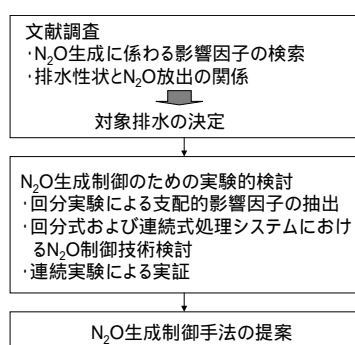 文献調査
·N₂O生成に係わる影響因子の検索
·排水性状とN₂O放出の関係
対象排水の決定
N₂O生成制御のための実験的検討
·回分実験による支配的影響因子の抽出
·回分式および連続式処理システムにおけ
るN₂O制御技術検討
·連続実験による実証
N₂O生成制御手法の提案